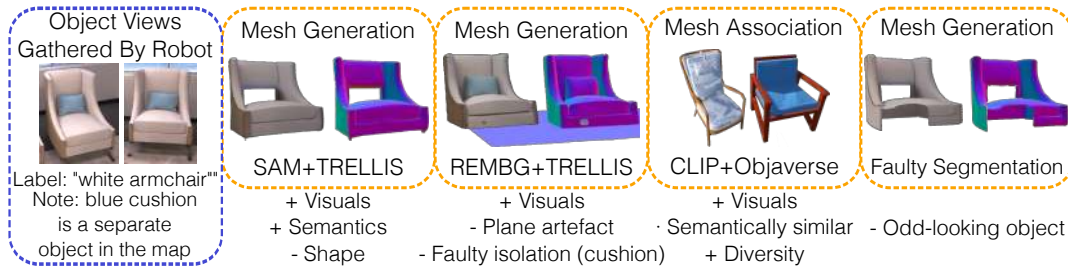 Object Views
Gathered By Robot
Label: "white armchair""
Note: blue cushion
is a separate
object in the map
Mesh Generation
SAM+TRELLIS
+ Visuals
+ Semantics
- Shape
Mesh Generation
REMBG+TRELLIS
+ Visuals
- Plane artefact
- Faulty isolation (cushion)
Mesh Association
CLIP+Objaverse
+ Visuals
· Semantically similar
+ Diversity
Mesh Generation
Faulty Segmentation
- Odd-looking object